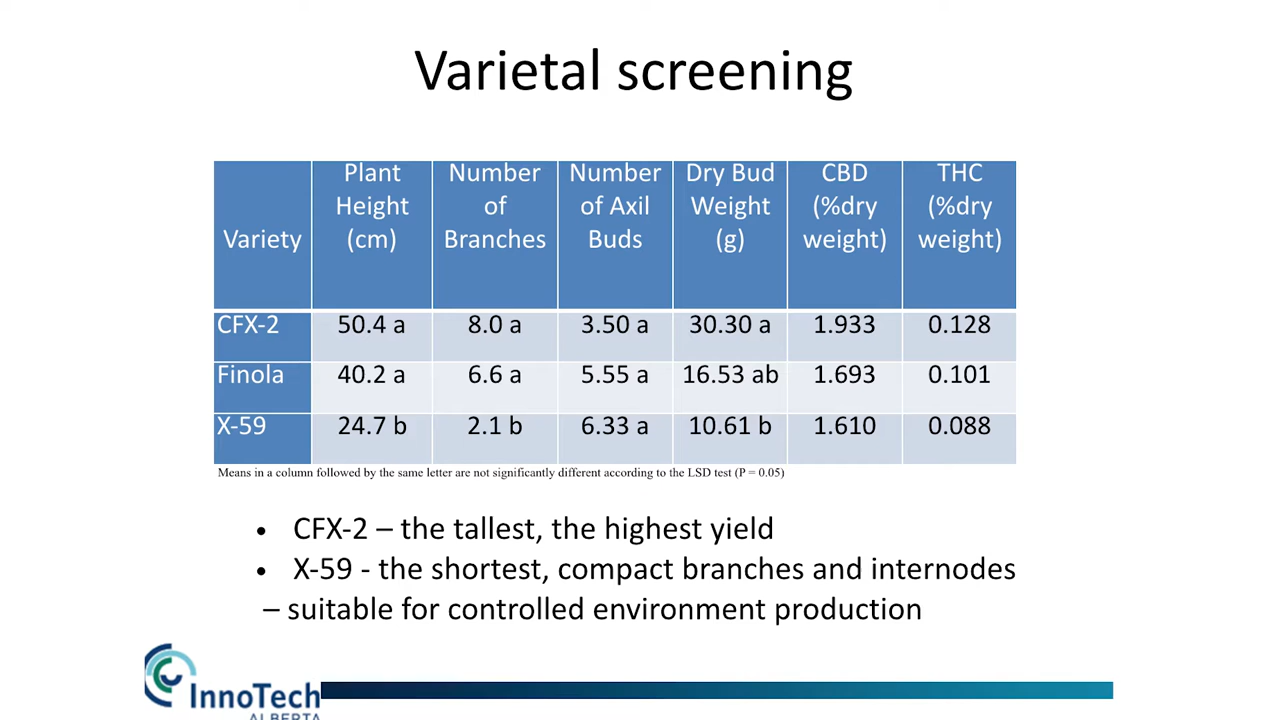 Varietal screening
Variety
Plant Height (cm)
Number of Branches
Number of Axil Buds
Dry Bud Weight (g)
CBD (%dry weight)
THC (%dry weight)
CFX-2 50.4 a 8.0 a 3.50 a 30.30 a 1.933 0.128
Finola 40.2 a 6.6 a 5.55 a 16.53 ab 1.693 0.101
X-59 24.7 b 2.1 b 6.33 a 10.61 b 1.610 0.088
Means in a column followed by the same letter are not significantly different according to the LSD test (P = 0.05)
• CFX-2 – the tallest, the highest yield
• X-59 - the shortest, compact branches and internodes
– suitable for controlled environment production
InnoTech
ALBERTA